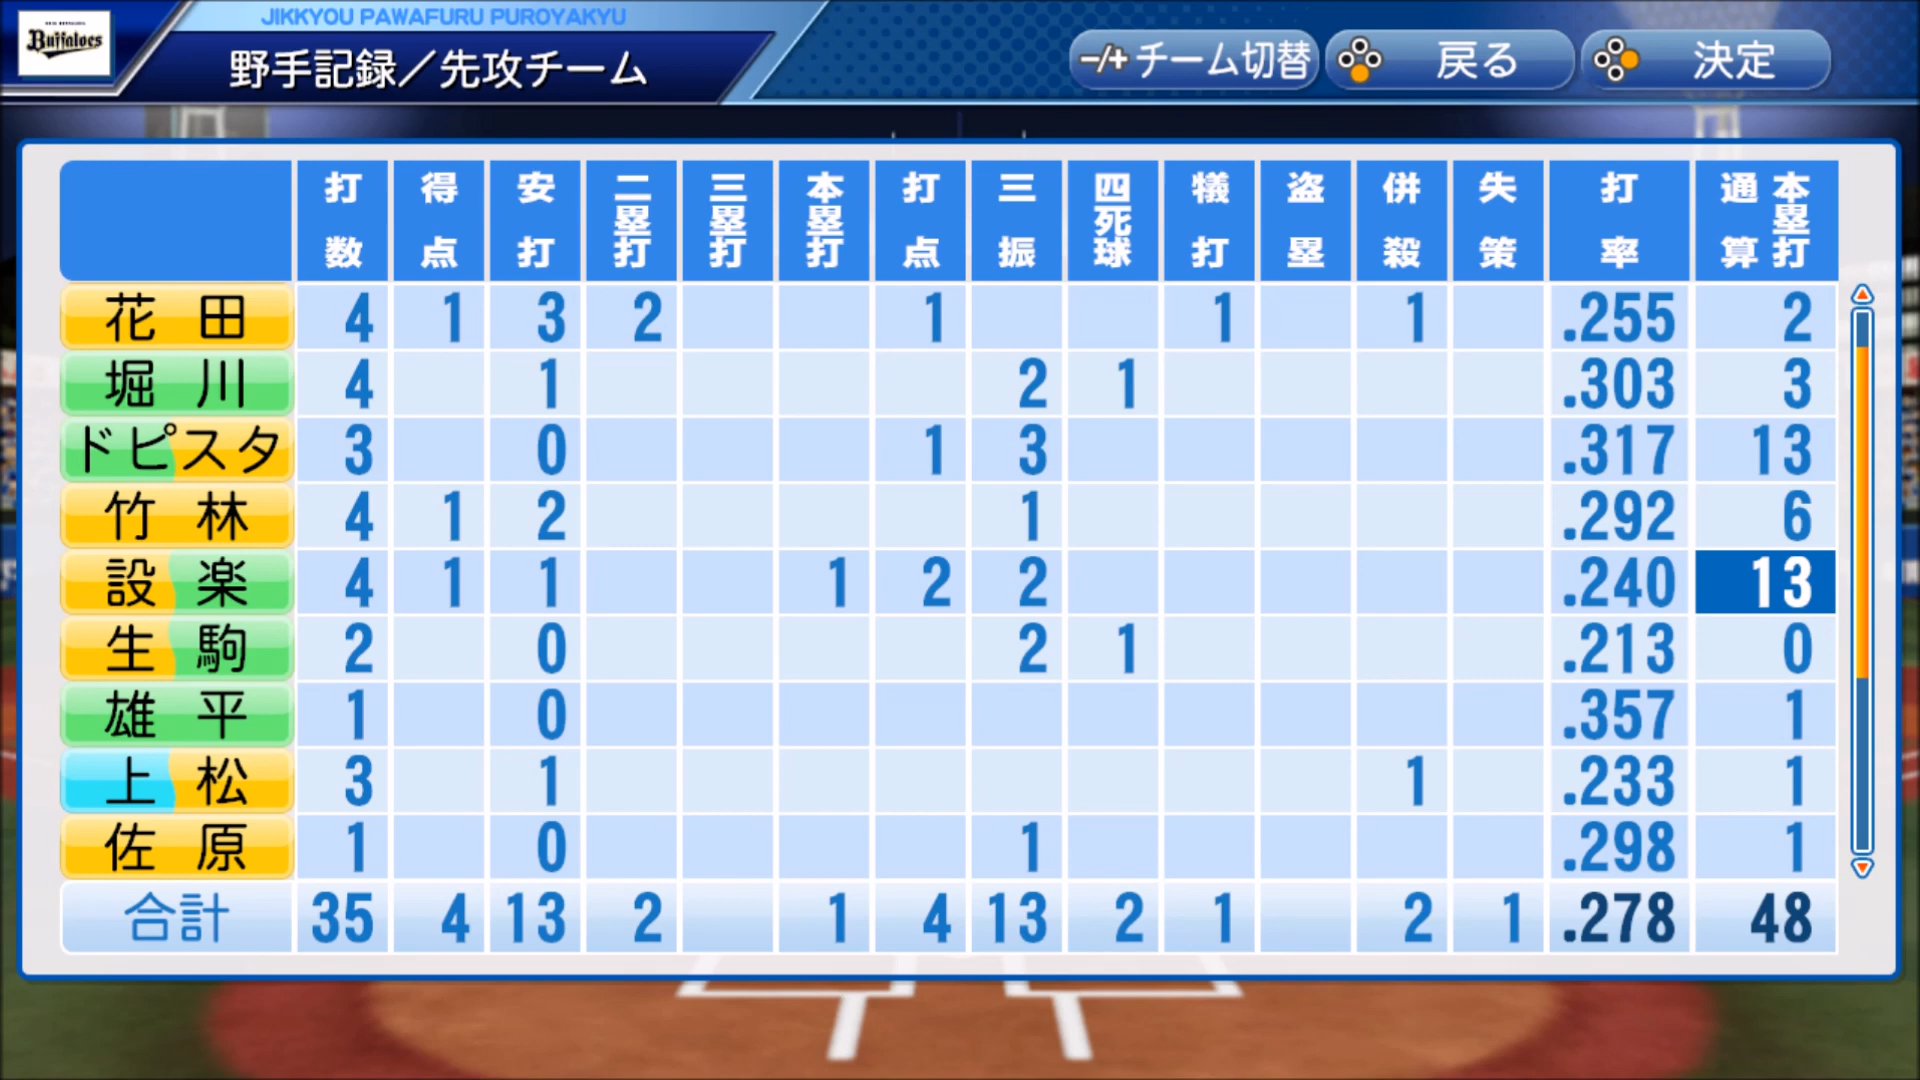 Buffaloes
JIKKYOU PAWAFURU PUROYAKYU
野手記録／先攻チーム
−/+チーム切替 戻る 決定
打数 得点 安打 二塁打 三塁打 本塁打 打点 三振 四死球 犠打 盗塁 併殺 失策 打率 通算本塁打
花田 4 1 3 2 1 1 1 .255 2
堀川 4 1 2 1 .303 3
ドピスタ 3 0 1 3 .317 13
竹林 4 1 2 1 .292 6
設楽 4 1 1 1 2 2 .240 13
生駒 2 0 2 1 .213 0
雄平 1 0 .357 1
上松 3 1 1 .233 1
佐原 1 0 1 .298 1
合計 35 4 13 2 1 4 13 2 1 2 1 .278 48